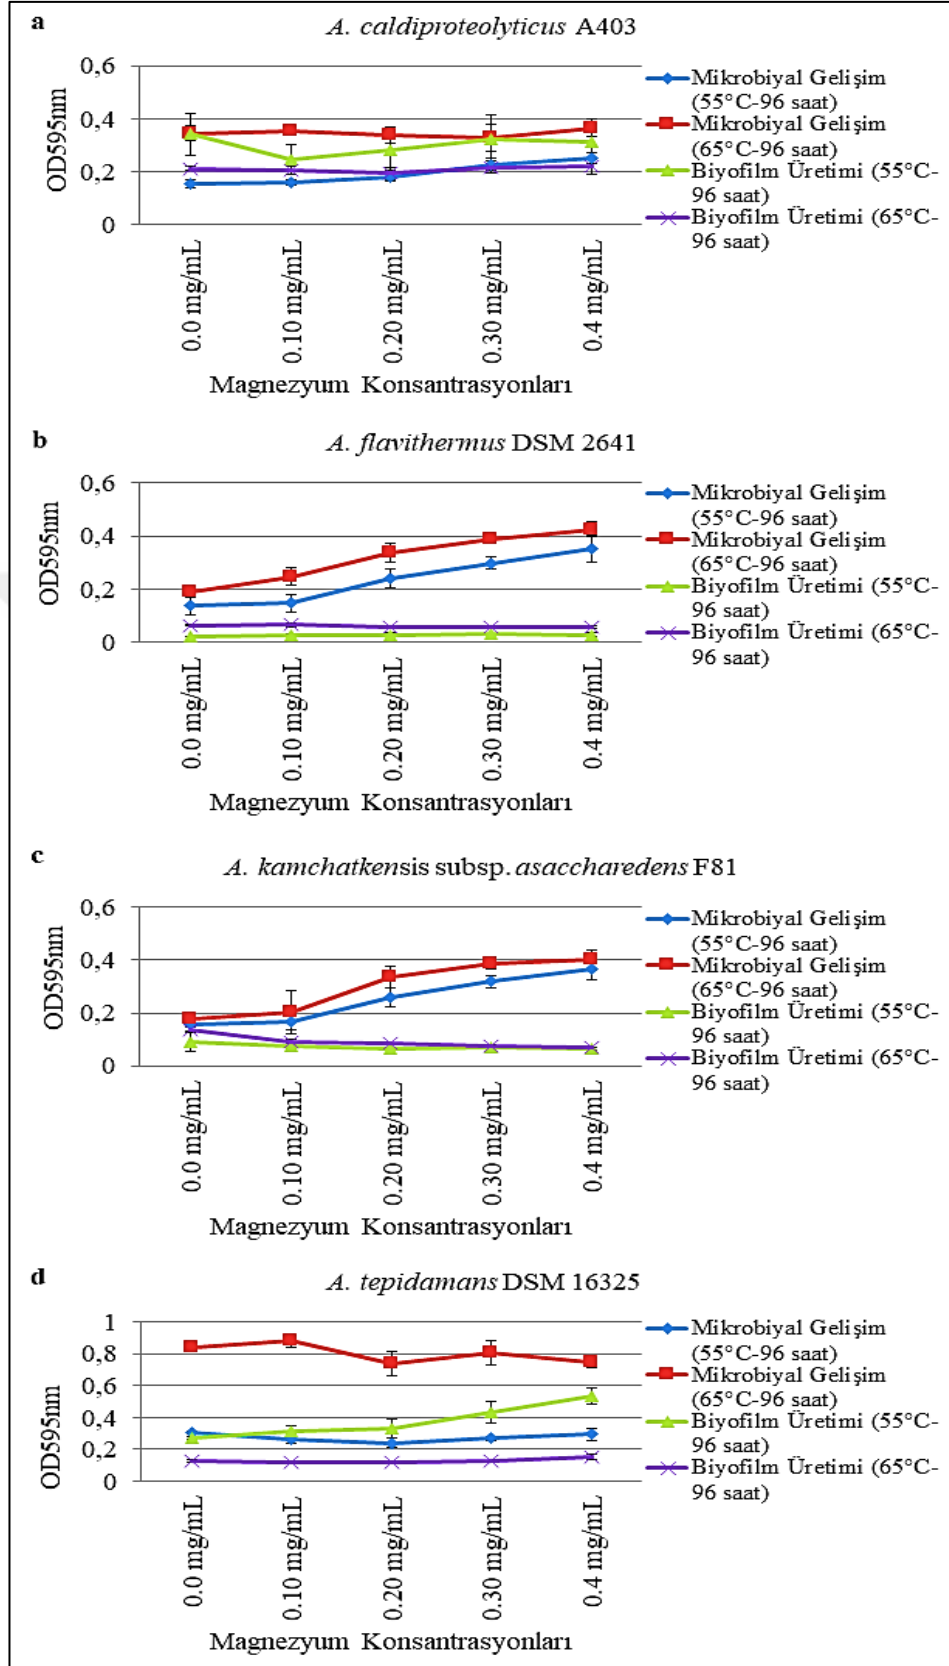 a
A. caldiproteolyticus A403
0,6
0,4
0,2
0
OD595nm
Mikrobiyal Gelişim
(55°C-96 saat)
Mikrobiyal Gelişim
(65°C-96 saat)
Biyofilm Üretimi (55°C-
96 saat)
Biyofilm Üretimi (65°C-
96 saat)
0.0 mg/mL
0.10 mg/mL
0.20 mg/mL
0.30 mg/mL
0.4 mg/mL
Magnezyum Konsantrasyonları
b
A. flavithermus DSM 2641
0,6
0,4
0,2
0
OD595nm
Mikrobiyal Gelişim
(55°C-96 saat)
Mikrobiyal Gelişim
(65°C-96 saat)
Biyofilm Üretimi (55°C-
96 saat)
Biyofilm Üretimi (65°C-
96 saat)
0.0 mg/mL
0.10 mg/mL
0.20 mg/mL
0.30 mg/mL
0.4 mg/mL
Magnezyum Konsantrasyonları
c
A. kamchatkensis subsp. asaccharedens F81
0,6
0,4
0,2
0
OD595nm
Mikrobiyal Gelişim
(55°C-96 saat)
Mikrobiyal Gelişim
(65°C-96 saat)
Biyofilm Üretimi (55°C-
96 saat)
Biyofilm Üretimi (65°C-
96 saat)
0.0 mg/mL
0.10 mg/mL
0.20 mg/mL
0.30 mg/mL
0.4 mg/mL
Magnezyum Konsantrasyonları
d
A. tepidamans DSM 16325
1
0,8
0,6
0,4
0,2
0
OD595nm
Mikrobiyal Gelişim
(55°C-96 saat)
Mikrobiyal Gelişim
(65°C-96 saat)
Biyofilm Üretimi (55°C-
96 saat)
Biyofilm Üretimi (65°C-
96 saat)
0.0 mg/mL
0.10 mg/mL
0.20 mg/mL
0.30 mg/mL
0.4 mg/mL
Magnezyum Konsantrasyonları